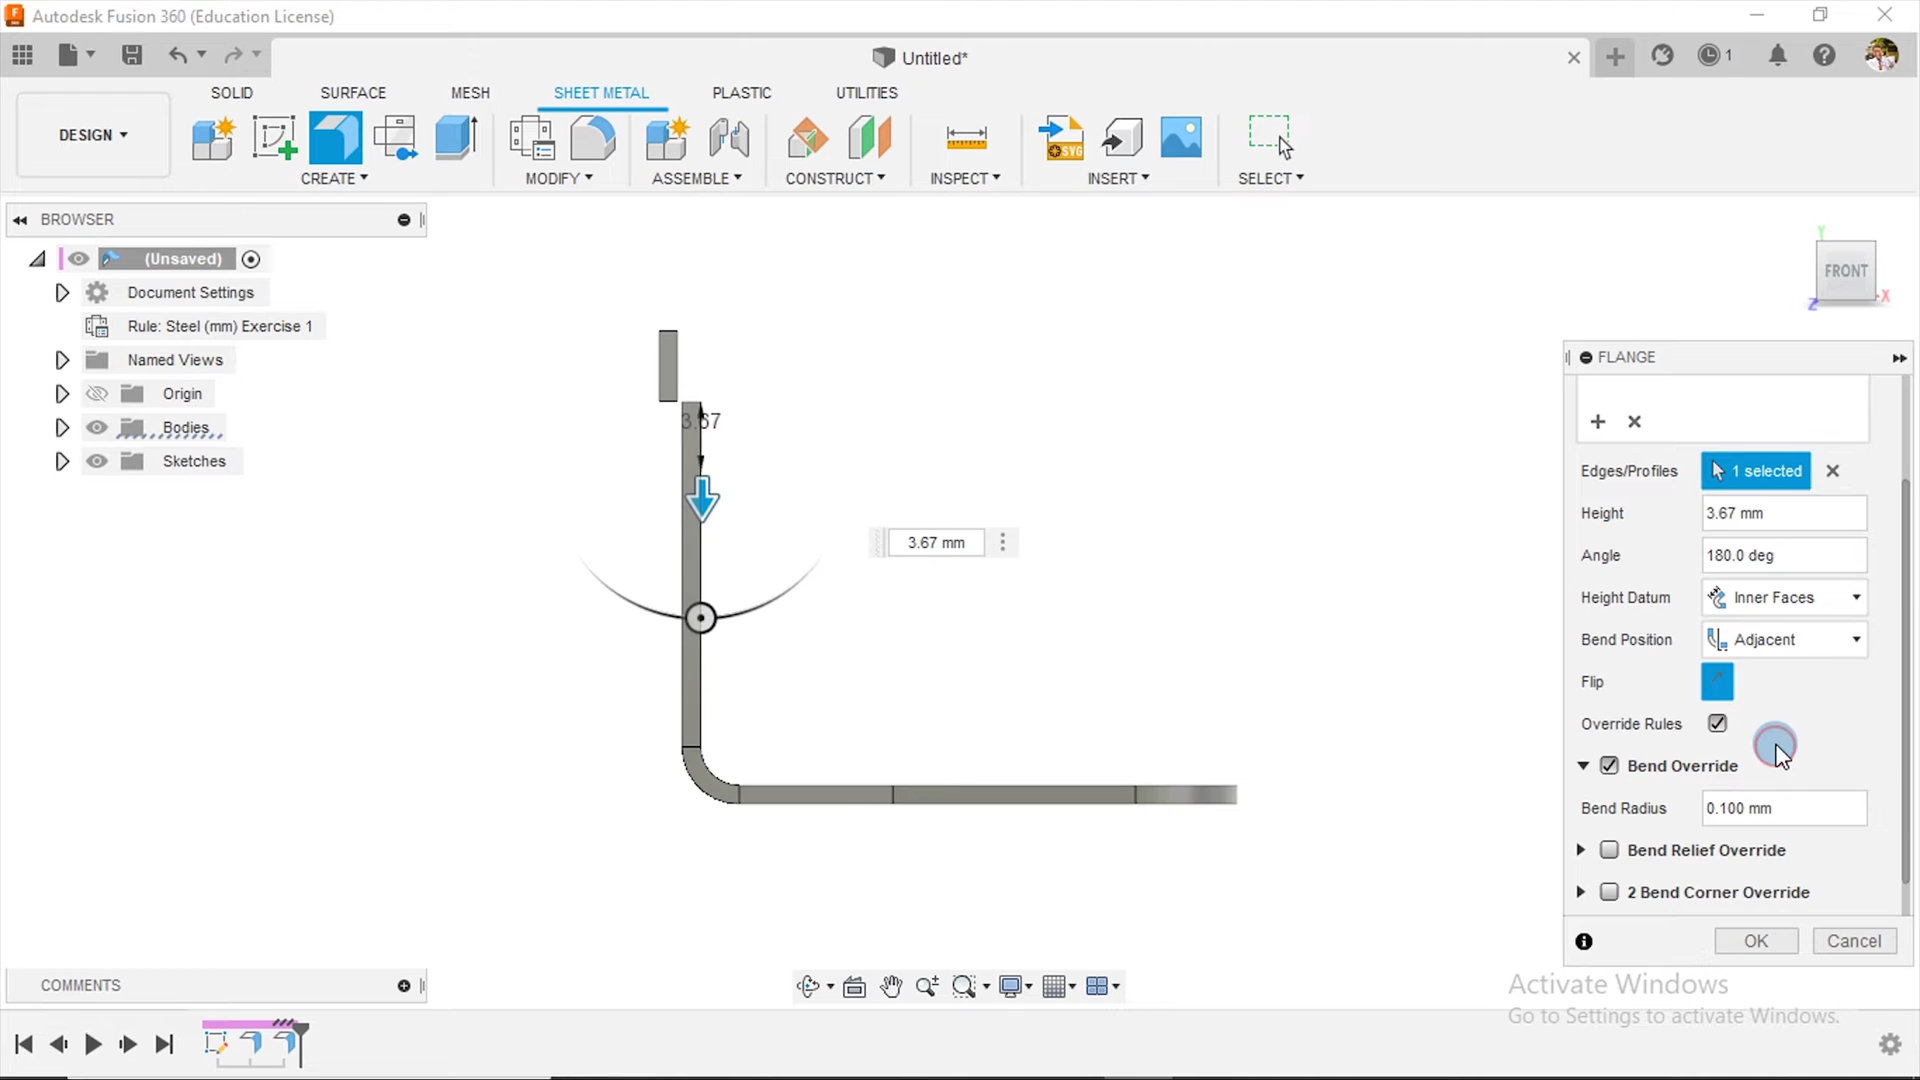 Autodesk Fusion 360 (Education License)
Untitled*
1
SOLID
SURFACE
MESH
SHEET METAL
PLASTIC
UTILITIES
DESIGN
SVG
CREATE
MODIFY
ASSEMBLE
CONSTRUCT
INSPECT
INSERT
SELECT
BROWSER
(Unsaved)
Document Settings
Rule: Steel (mm) Exercise 1
Named Views
Origin
Bodies
Sketches
Y
FRONT
X
Z
3.67
3.67 mm
FLANGE
Edges/Profiles 1 selected
Height 3.67 mm
Angle 180.0 deg
Height Datum Inner Faces
Bend Position Adjacent
Flip
Override Rules
Bend Override
Bend Radius 0.100 mm
Bend Relief Override
2 Bend Corner Override
OK Cancel
COMMENTS
Activate Windows
Go to Settings to activate Windows.